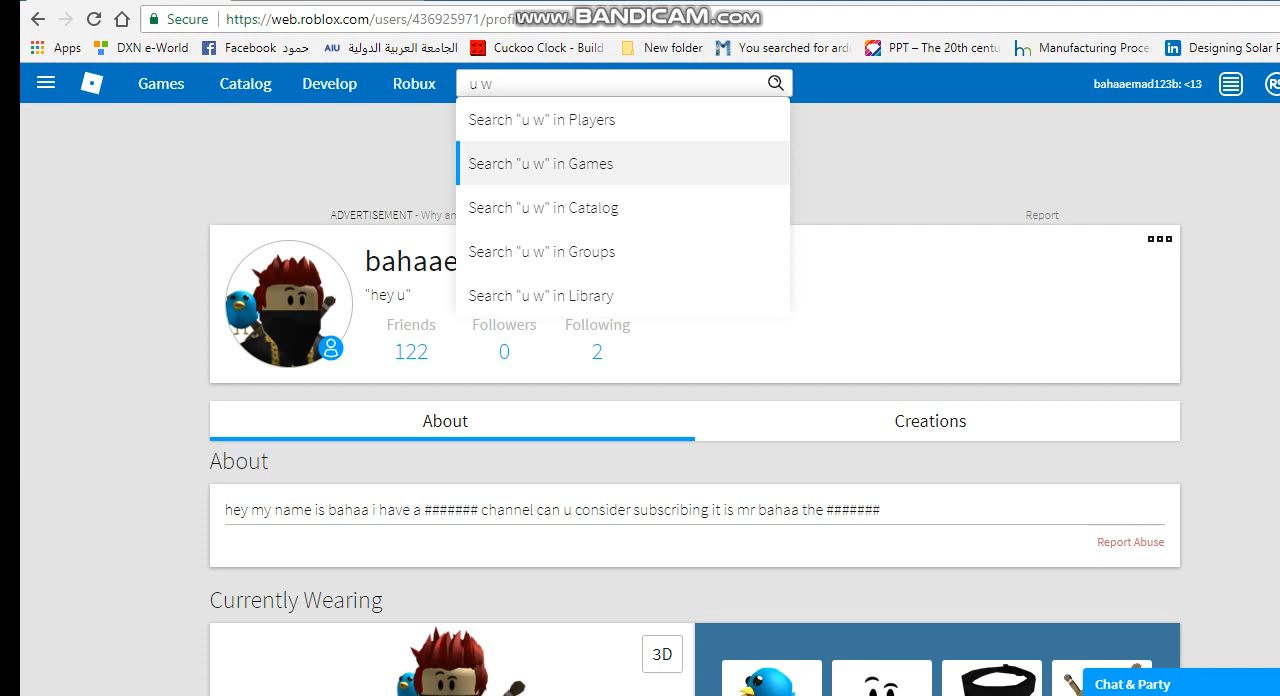 Secure https://web.roblox.com/users/436925971/profi
www.BANDICAM.com
Apps DXN e-World Facebook حمود AIU الجامعة العربية الدولية Cuckoo Clock - Build New folder You searched for ard PPT – The 20th centu Manufacturing Proce Designing Solar P
Games Catalog Develop Robux u w bahaaemad123b: <13
Search "u w" in Players
Search "u w" in Games
Search "u w" in Catalog
Search "u w" in Groups
Search "u w" in Library
ADVERTISEMENT - Why an Report
bahaae
"hey u"
Friends Followers Following
122 0 2
About Creations
About
hey my name is bahaa i have a ####### channel can u consider subscribing it is mr bahaa the #######
Report Abuse
Currently Wearing
3D
Chat & Party